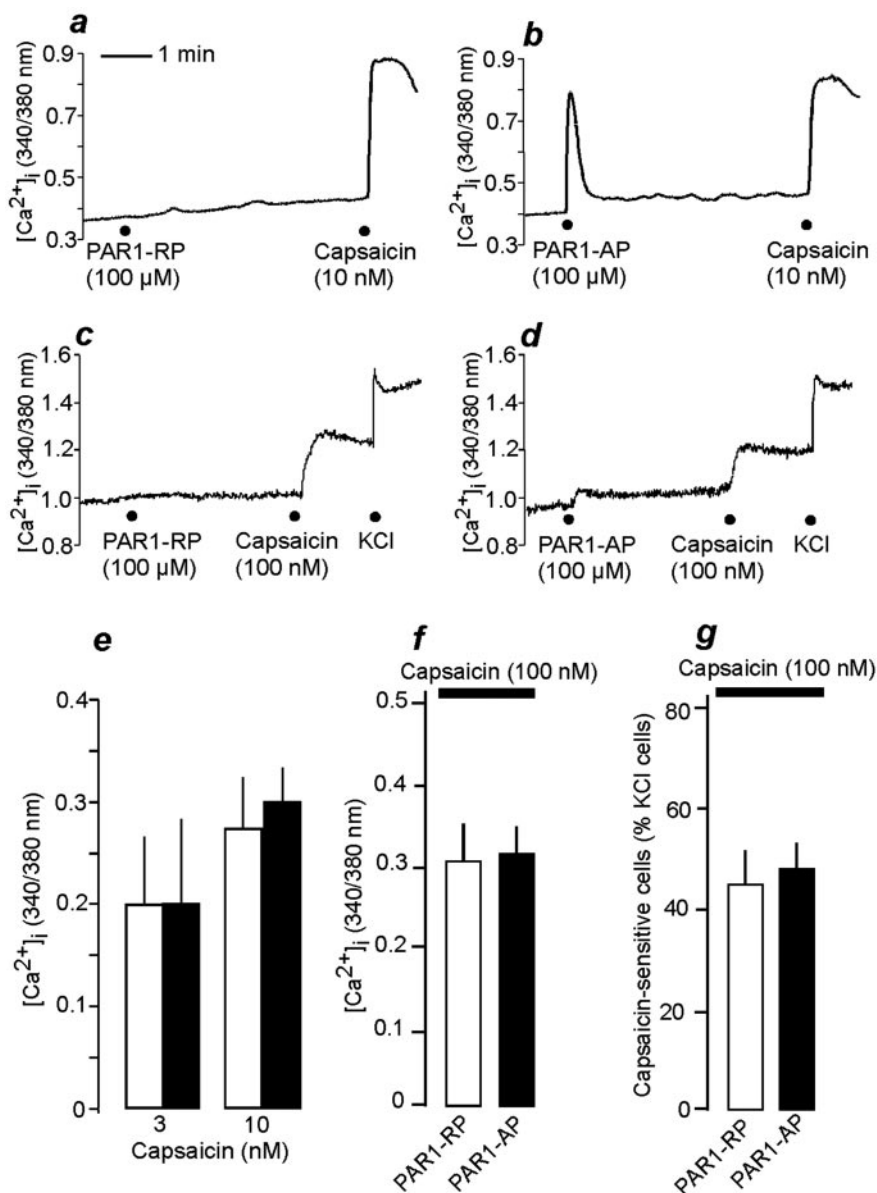 a
1 min
[Ca2+]i (340/380 nm)
0.9
0.7
0.5
0.3
PAR1-RP
(100 µM)
Capsaicin
(10 nM)
b
[Ca2+]i (340/380 nm)
0.9
0.7
0.5
0.3
PAR1-AP
(100 µM)
Capsaicin
(10 nM)
c
[Ca2+]i (340/380 nm)
1.6
1.4
1.2
1.0
0.8
PAR1-RP
(100 µM)
Capsaicin
(100 nM)
KCl
d
[Ca2+]i (340/380 nm)
1.6
1.4
1.2
1.0
0.8
PAR1-AP
(100 µM)
Capsaicin
(100 nM)
KCl
e
[Ca2+]i (340/380 nm)
0.4
0.3
0.2
0.1
0
3
10
Capsaicin (nM)
f
Capsaicin (100 nM)
[Ca2+]i (340/380 nm)
0.5
0.4
0.3
0.2
0.1
0
PAR1-RP
PAR1-AP
g
Capsaicin (100 nM)
Capsaicin-sensitive cells (% KCl cells)
80
60
40
20
0
PAR1-RP
PAR1-AP